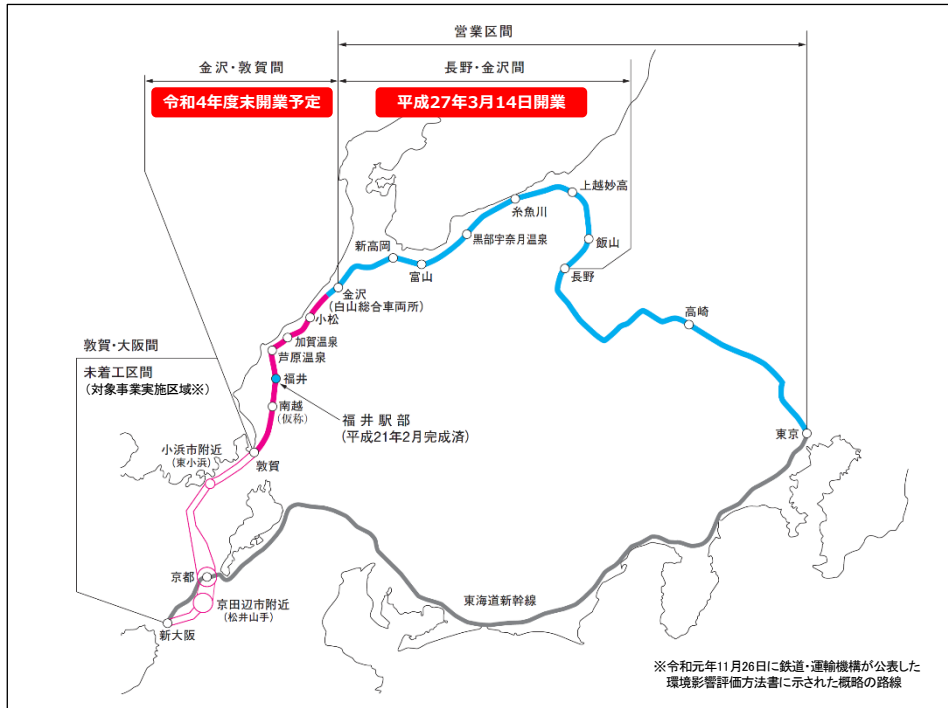 営業区間
金沢・敦賀間
長野・金沢間
令和4年度末開業予定
平成27年3月14日開業
上越妙高
糸魚川
黒部宇奈月温泉
飯山
新高岡
富山
長野
金沢
(白山総合車両所)
小松
高崎
加賀温泉
敦賀・大阪間
芦原温泉
未着工区間
(対象事業実施区域※)
福井
南越
(仮称)
福井駅部
(平成21年2月完成済)
東京
小浜市附近
(東小浜)
敦賀
京都
京田辺市附近
(松井山手)
東海道新幹線
新大阪
※令和元年11月26日に鉄道・運輸機構が公表した
環境影響評価方法書に示された概略の路線